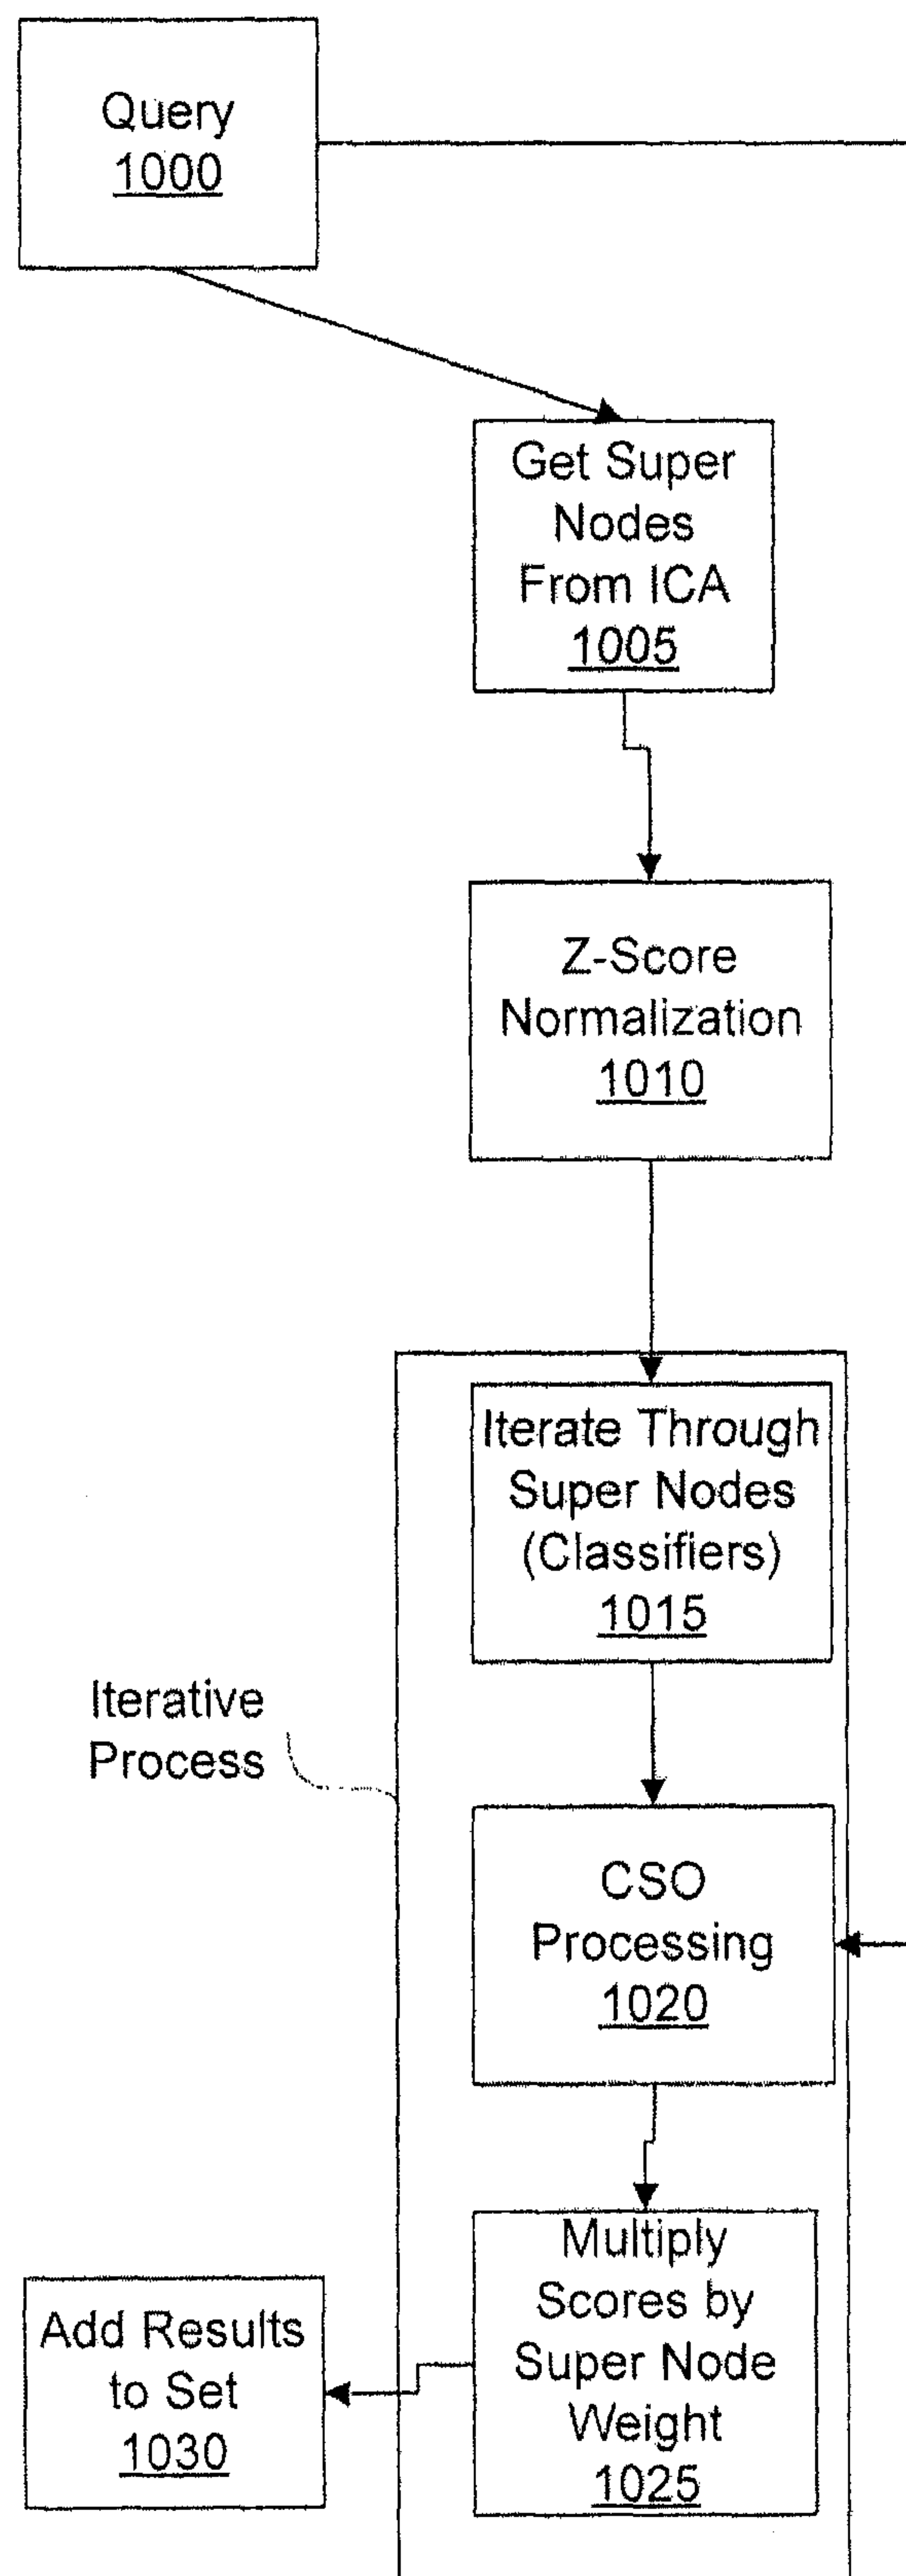 Query
1000
Get Super
Nodes
From ICA
1005
Z-Score
Normalization
1010
Iterate Through
Super Nodes
(Classifiers)
1015
Iterative
Process
CSO
Processing
1020
Multiply
Scores by
Super Node
Weight
1025
Add Results
to Set
1030